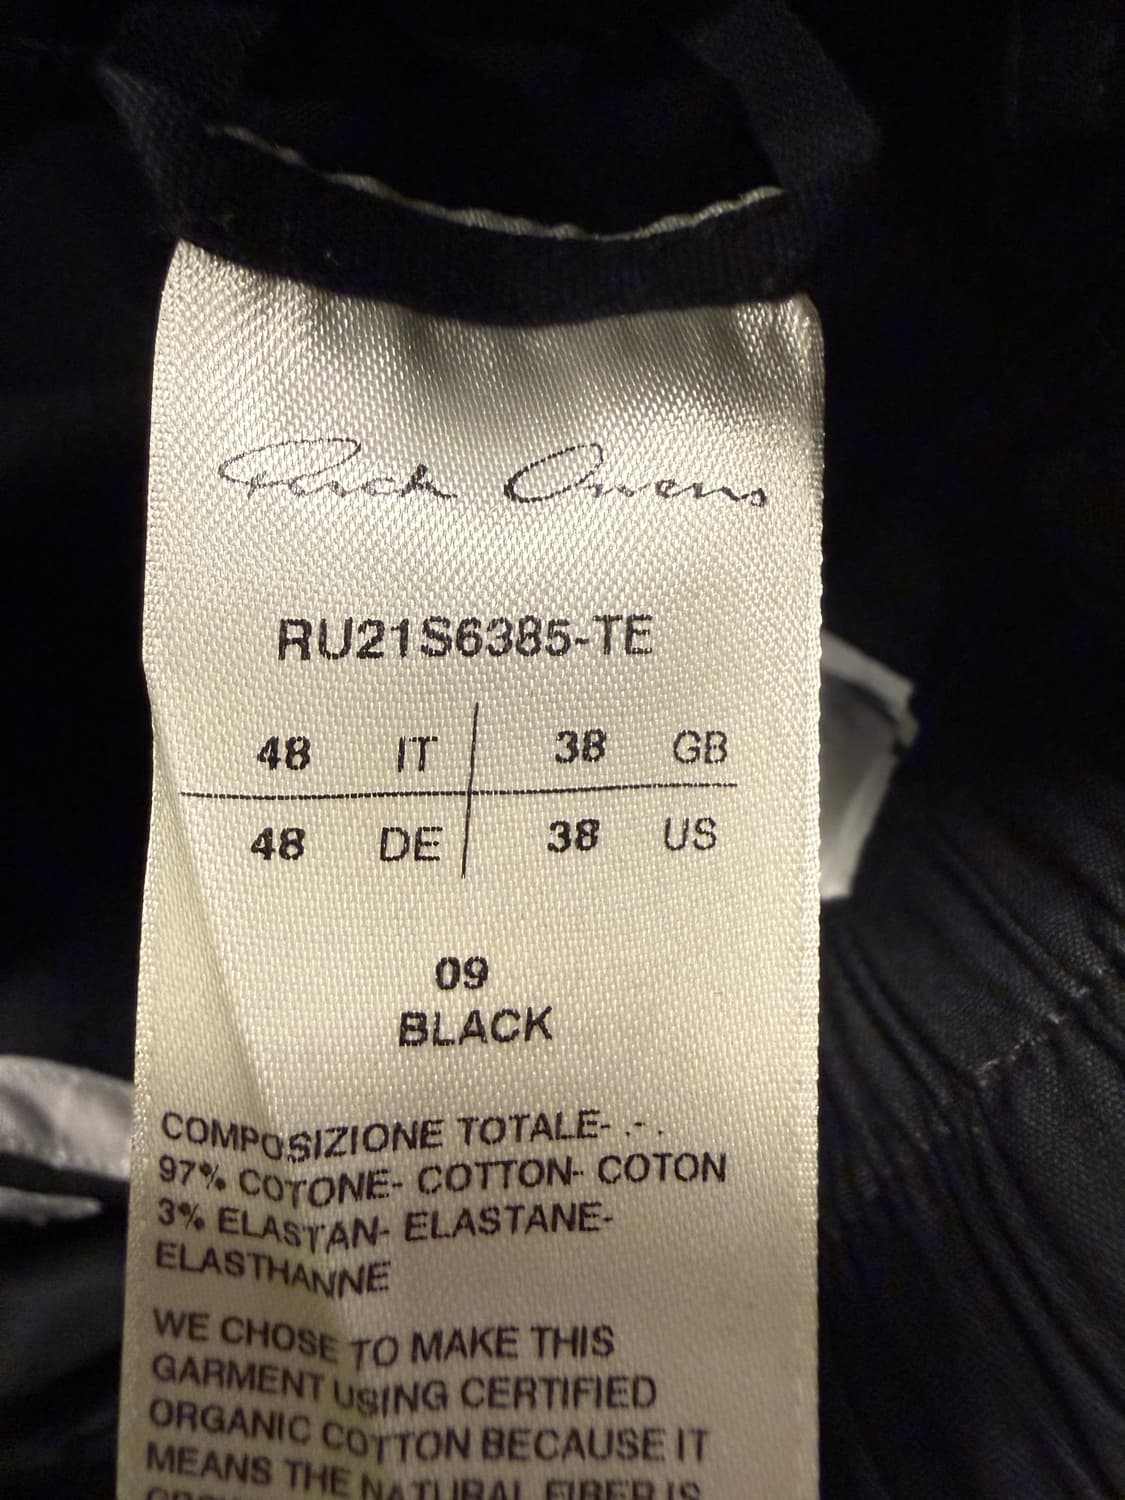 Rick Owens
RU21S6385-TE
48 IT 38 GB
48 DE 38 US
09
BLACK
COMPOSIZIONE TOTALE- .-.
97% COTONE- COTTON- COTON
3% ELASTAN- ELASTANE-
ELASTHANNE
WE CHOSE TO MAKE THIS
GARMENT USING CERTIFIED
ORGANIC COTTON BECAUSE IT
MEANS THE NATURAL FIBER IS